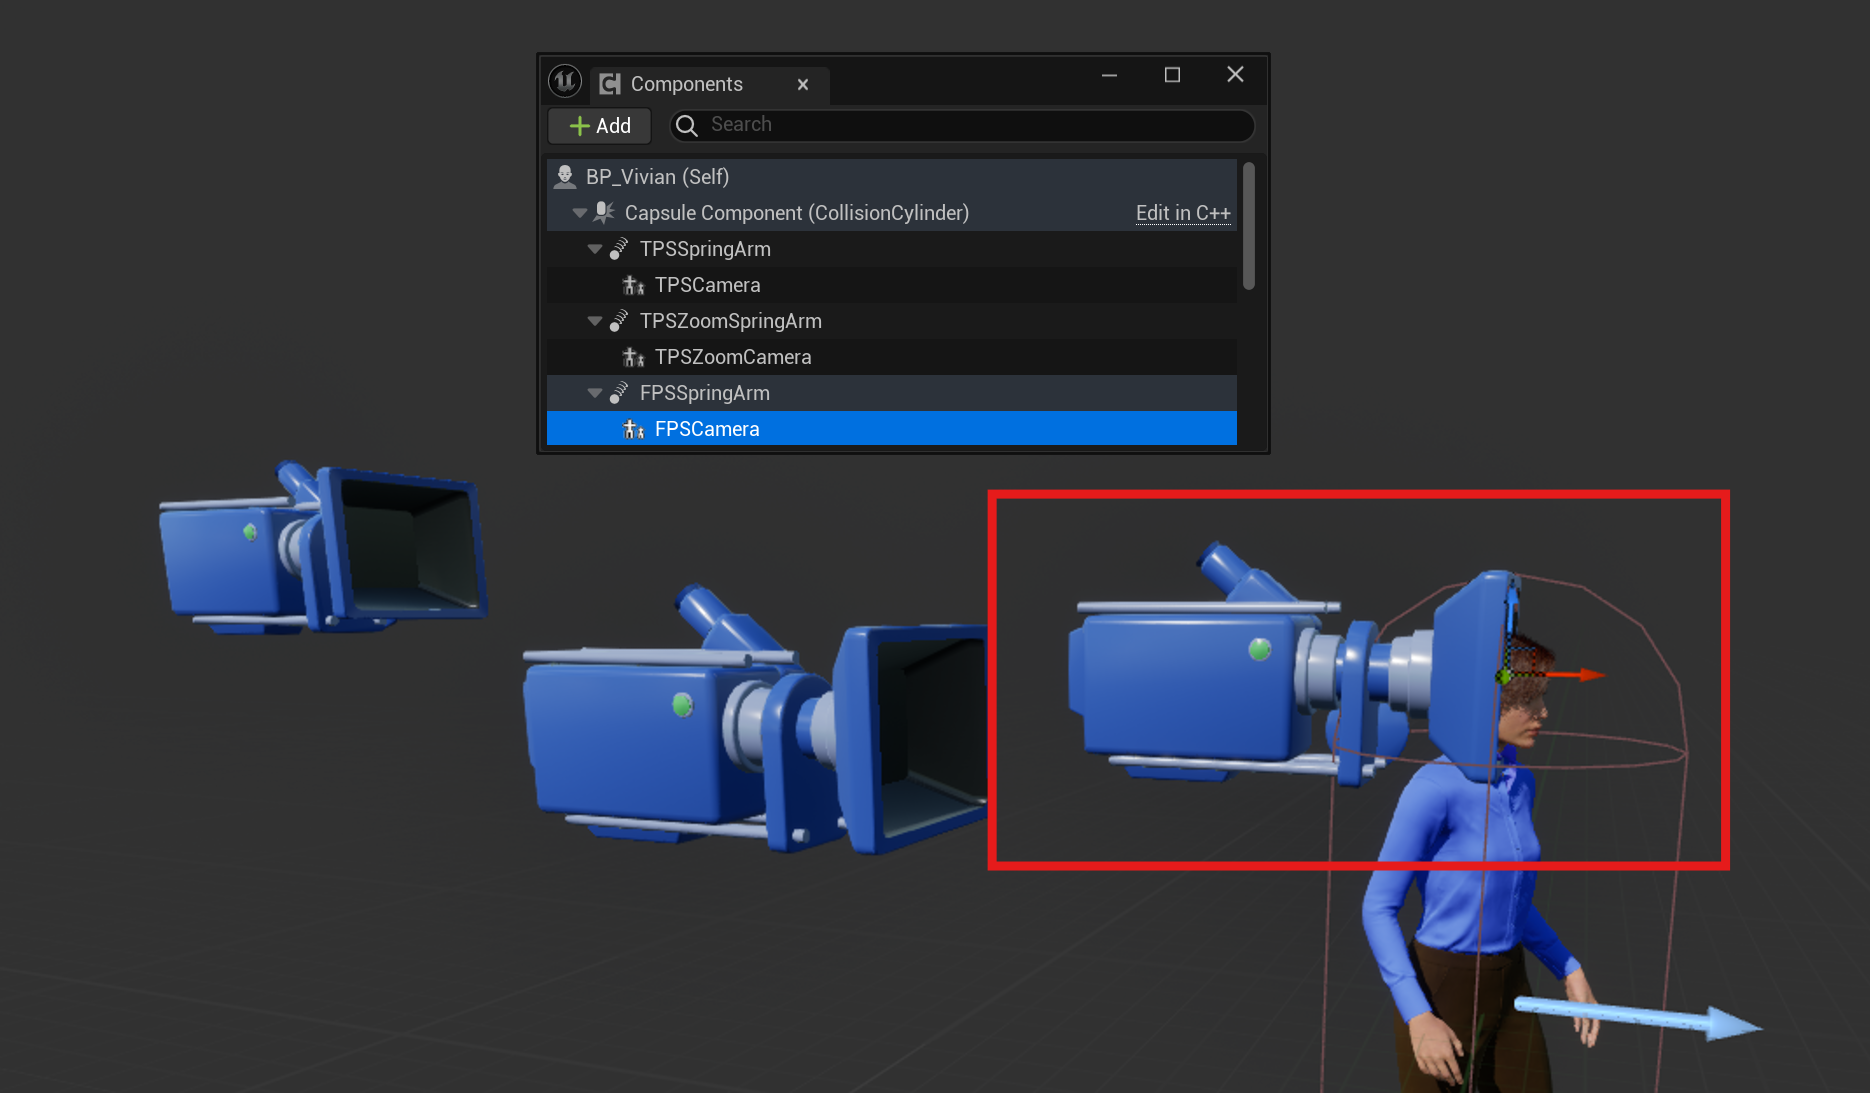 Components
Add
Search
BP_Vivian (Self)
Capsule Component (CollisionCylinder) Edit in C++
TPSSpringArm
TPSCamera
TPSZoomSpringArm
TPSZoomCamera
FPSSpringArm
FPSCamera